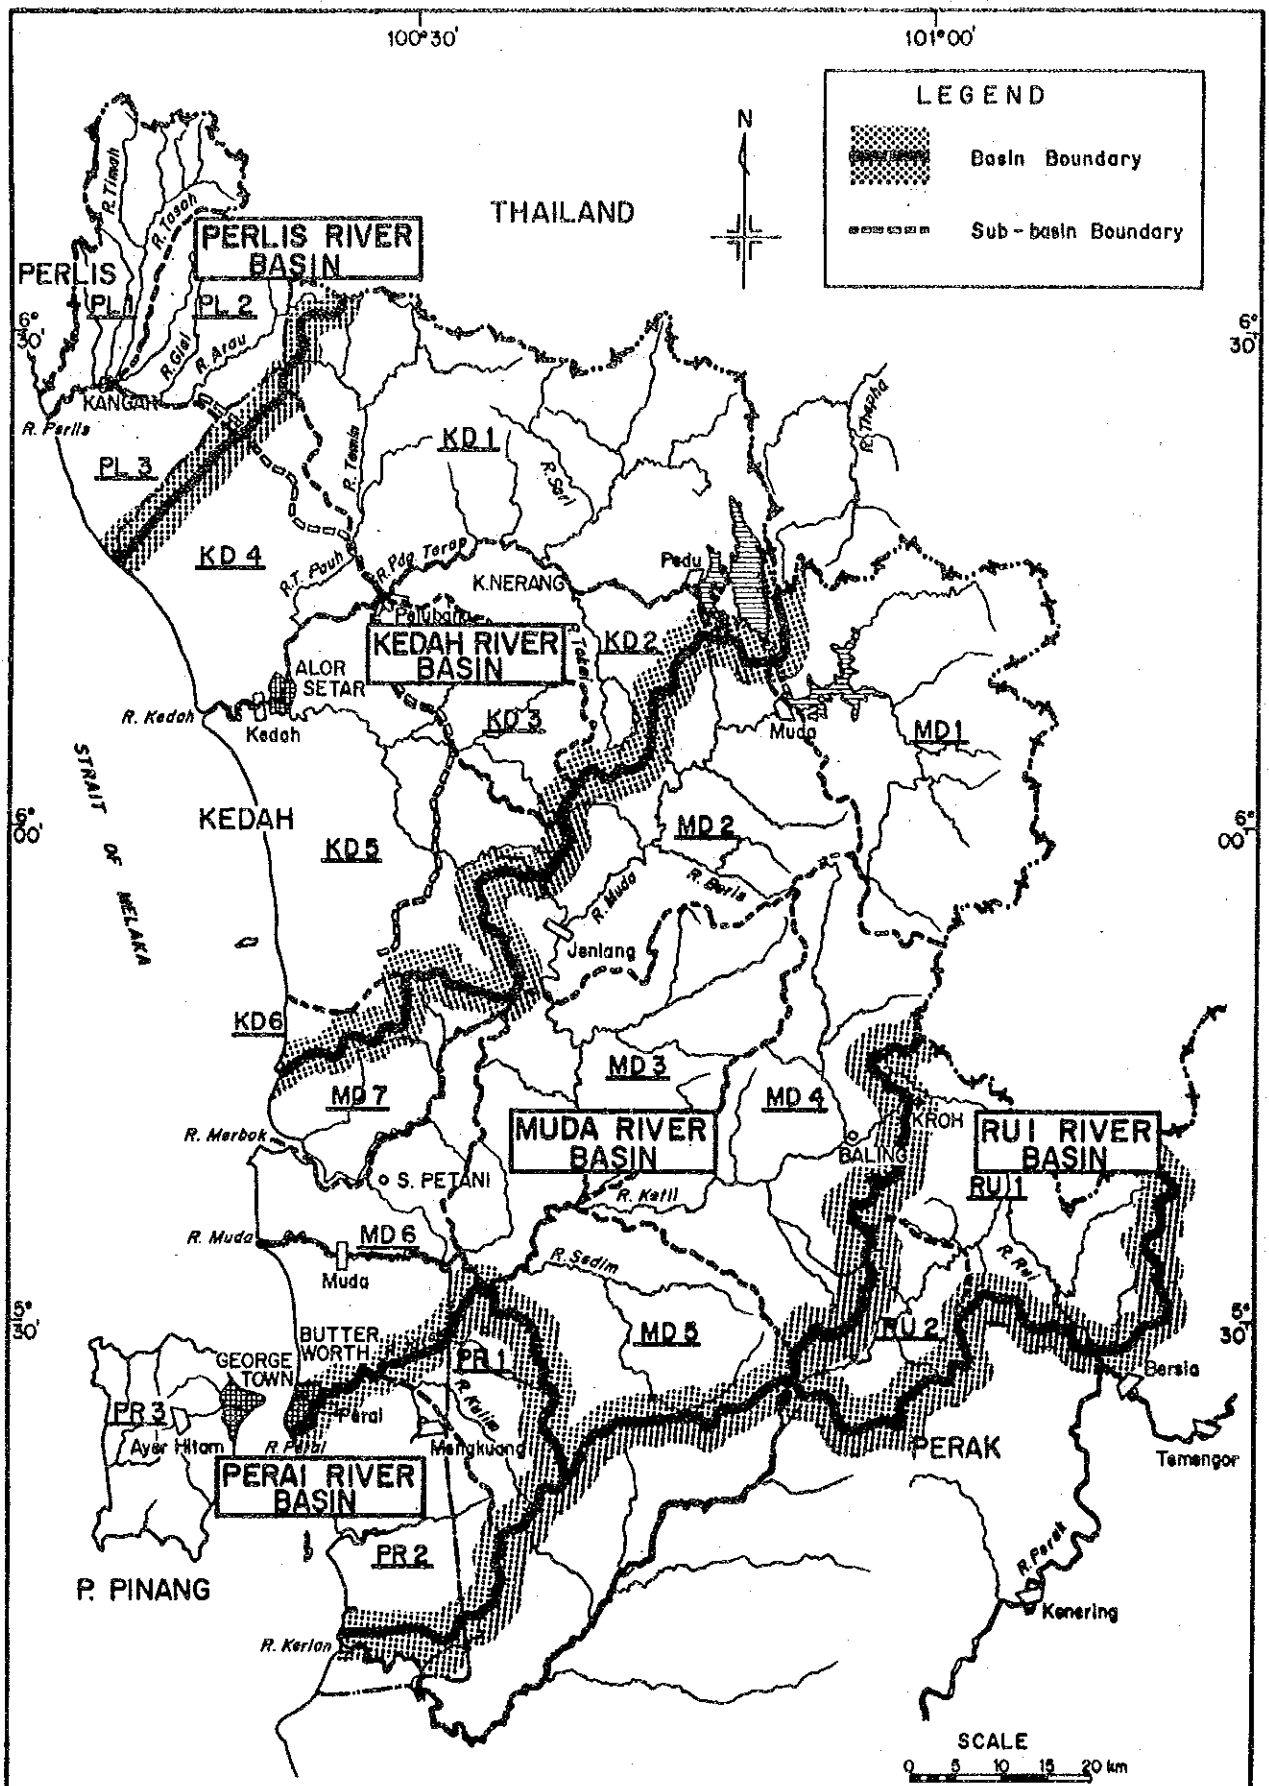 100°30'
101°00'
LEGEND
Basin Boundary
Sub-basin Boundary
N
THAILAND
R. Timah
R. Tasoh
PERLIS RIVER
BASIN
PERLIS
PL 1
PL 2
6°
30'
6°
30'
R. Gial
R. Arau
KANGAR
R. Perlis
PL 3
R. Temin
KD 1
R. Sari
R. Thepha
KD 4
R.T. Pauh
R. Pdg. Terap
K.NERANG
Pedu
Pelubang
KEDAH RIVER
BASIN
KD 2
ALOR
SETAR
R. Kedah
Kedah
KD 3
Muda
MD 1
STRAIT OF MELAKA
KEDAH
6°
00'
6°
00'
KD 5
MD 2
R. Muda
Jeniang
KD6
MD 3
MD 7
MD 4
KROH
MUDA RIVER
BASIN
RUI RIVER
BASIN
R. Merbok
BALING
S. PETANI
R. Ketil
RU 1
R. Muda
MD 6
Muda
R. Sedim
R. Rui
5°
30'
5°
30'
BUTTER
WORTH
MD 5
RU 2
GEORGE
TOWN
PR 1
PR 3
Perai
R. Kulim
Bersia
Ayer Hitam
R. Perai
Mengkuang
PERAK
Temengor
PERAI RIVER
BASIN
PR 2
R. Perak
P. PINANG
Kenering
R. Kerian
SCALE
0 5 10 15 20 km